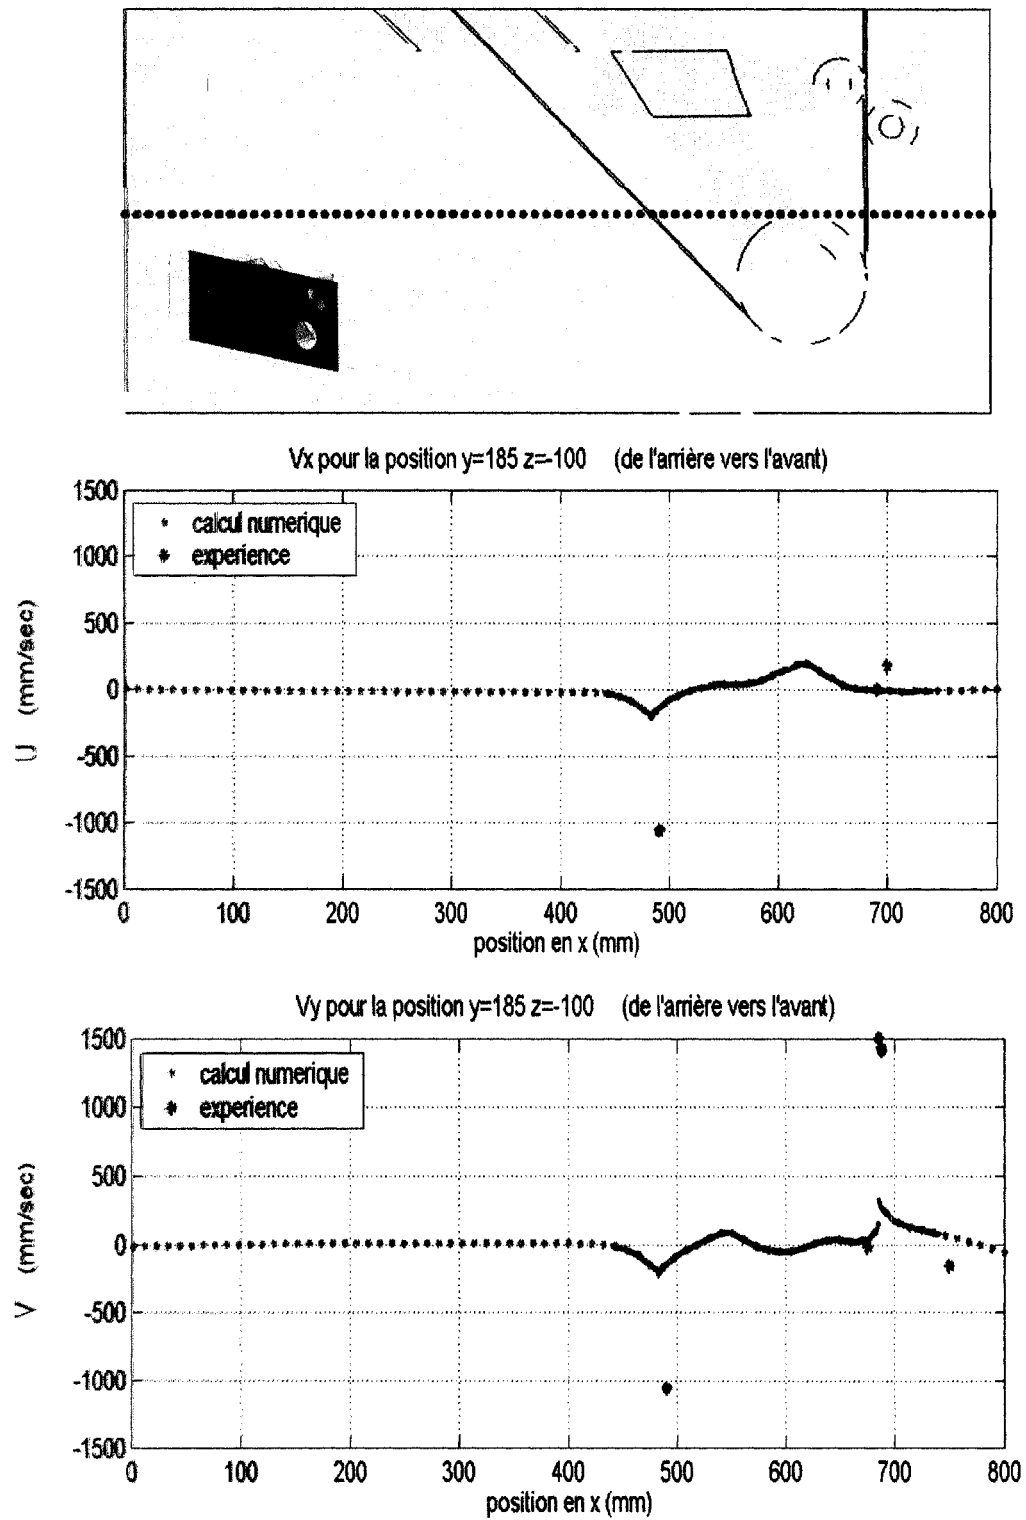 Vx pour la position y=185 z=-100 (de l'arrière vers l'avant)
1500
1000
500
0
-500
-1000
-1500
calcul numerique
experience
U (mm/sec)
0 100 200 300 400 500 600 700 800
position en x (mm)
Vy pour la position y=185 z=-100 (de l'arrière vers l'avant)
1500
1000
500
0
-500
-1000
-1500
calcul numerique
experience
V (mm/sec)
0 100 200 300 400 500 600 700 800
position en x (mm)